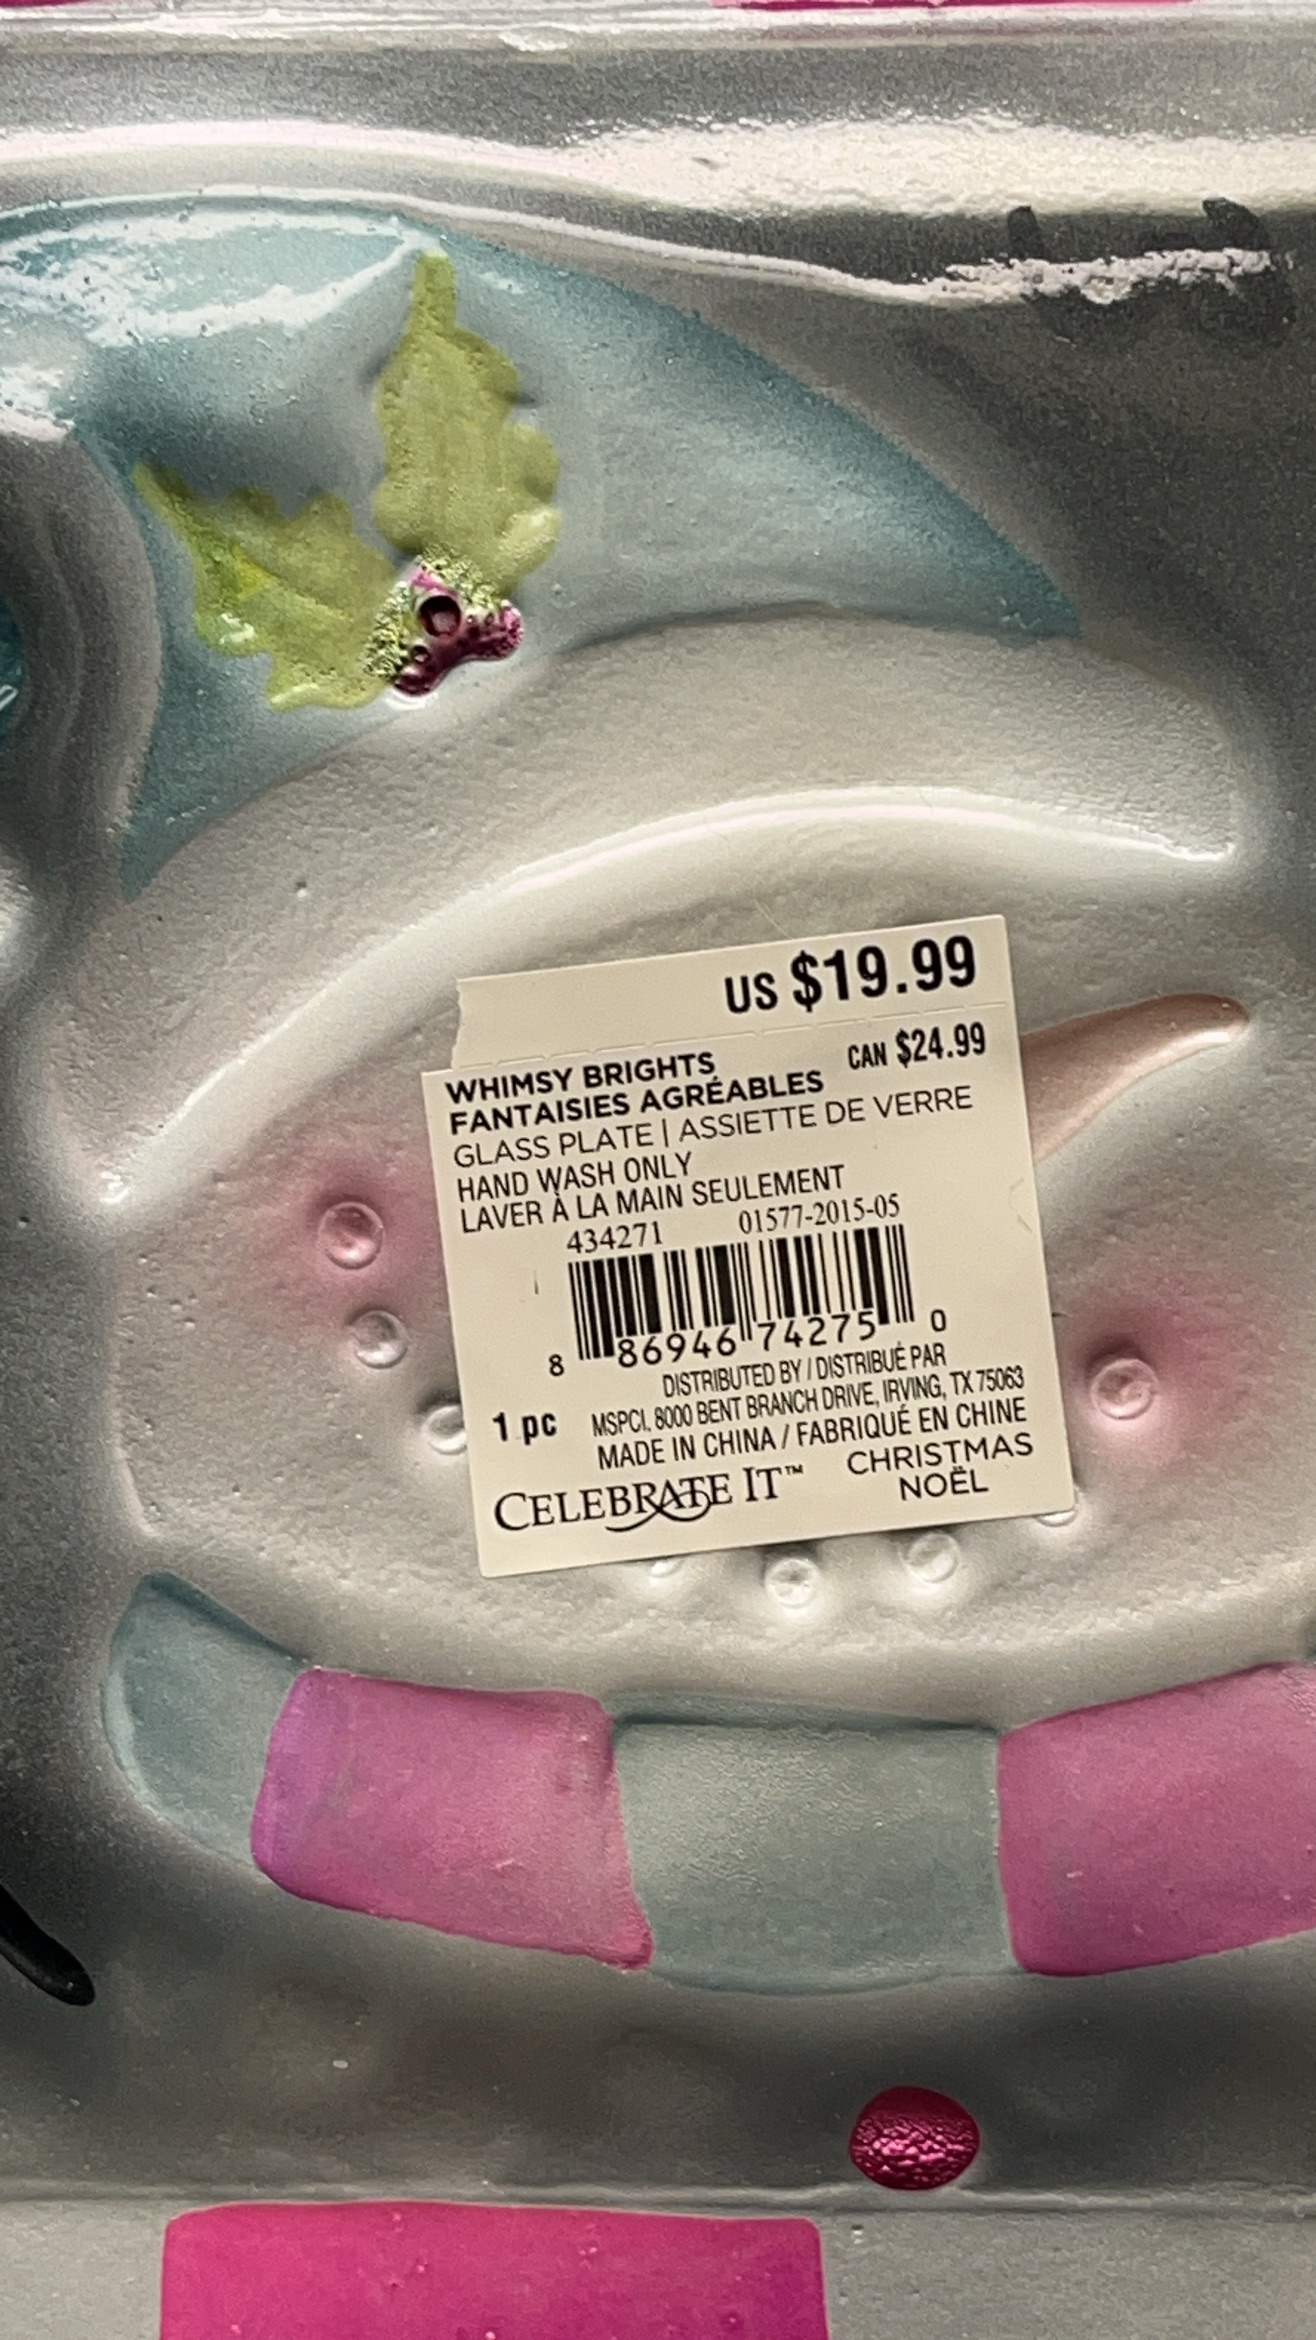 US $19.99
CAN $24.99
WHIMSY BRIGHTS
FANTAISIES AGRÉABLES
GLASS PLATE | ASSIETTE DE VERRE
HAND WASH ONLY
LAVER À LA MAIN SEULEMENT
434271 01577-2015-05
8 86946 74275 0
DISTRIBUTED BY / DISTRIBUÉ PAR
1 pc MSPCI, 8000 BENT BRANCH DRIVE, IRVING, TX 75063
MADE IN CHINA / FABRIQUÉ EN CHINE
CELEBRATE IT™ CHRISTMAS
NOËL